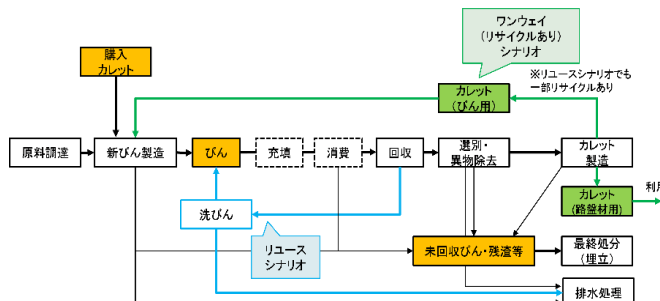 ワンウェイ
(リサイクルあり)
シナリオ
購入
カレット
※リユースシナリオでも
一部リサイクルあり
カレット
(びん用)
原料調達
新びん製造
びん
充填
消費
回収
選別・
異物除去
カレット
製造
カレット
(路盤材用)
利用
洗びん
リユース
シナリオ
未回収びん・残渣等
最終処分
(埋立)
排水処理